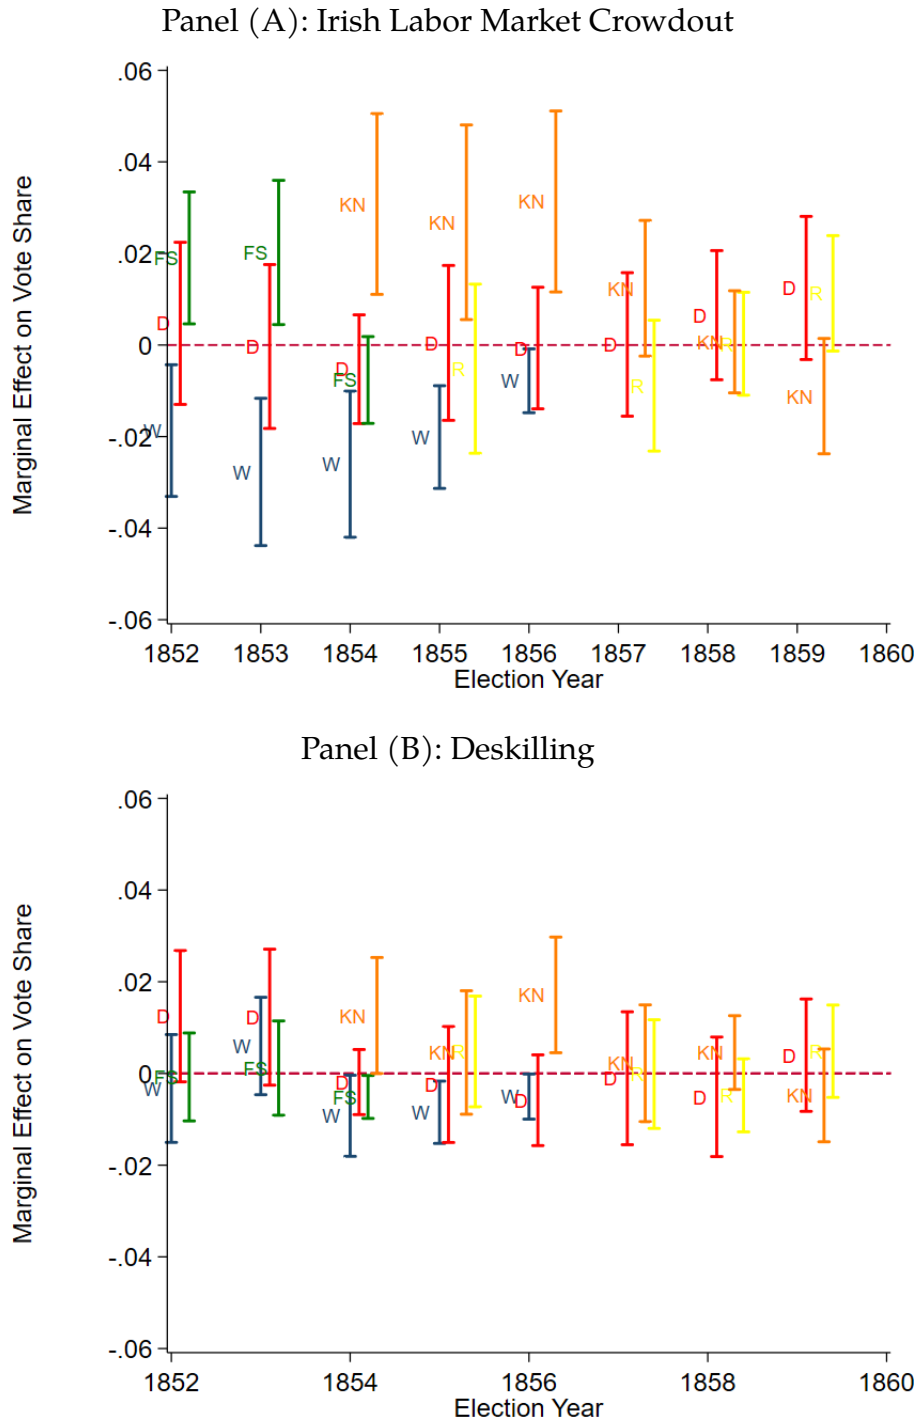 Panel (A): Irish Labor Market Crowdout
Marginal Effect on Vote Share
.06
.04
.02
0
-.02
-.04
-.06
KN
KN
KN
FS
FS
D
D
D
FS
D
R
D
W
W
W
W
W
KN
D
R
D
KN
R
D
R
KN
1852 1853 1854 1855 1856 1857 1858 1859 1860
Election Year
Panel (B): Deskilling
Marginal Effect on Vote Share
.06
.04
.02
0
-.02
-.04
-.06
D
FS
W
D
W
FS
KN
D
FS
W
KN
R
D
W
KN
W
D
KN
R
D
KN
D
R
D
R
KN
1852 1854 1856 1858 1860
Election Year